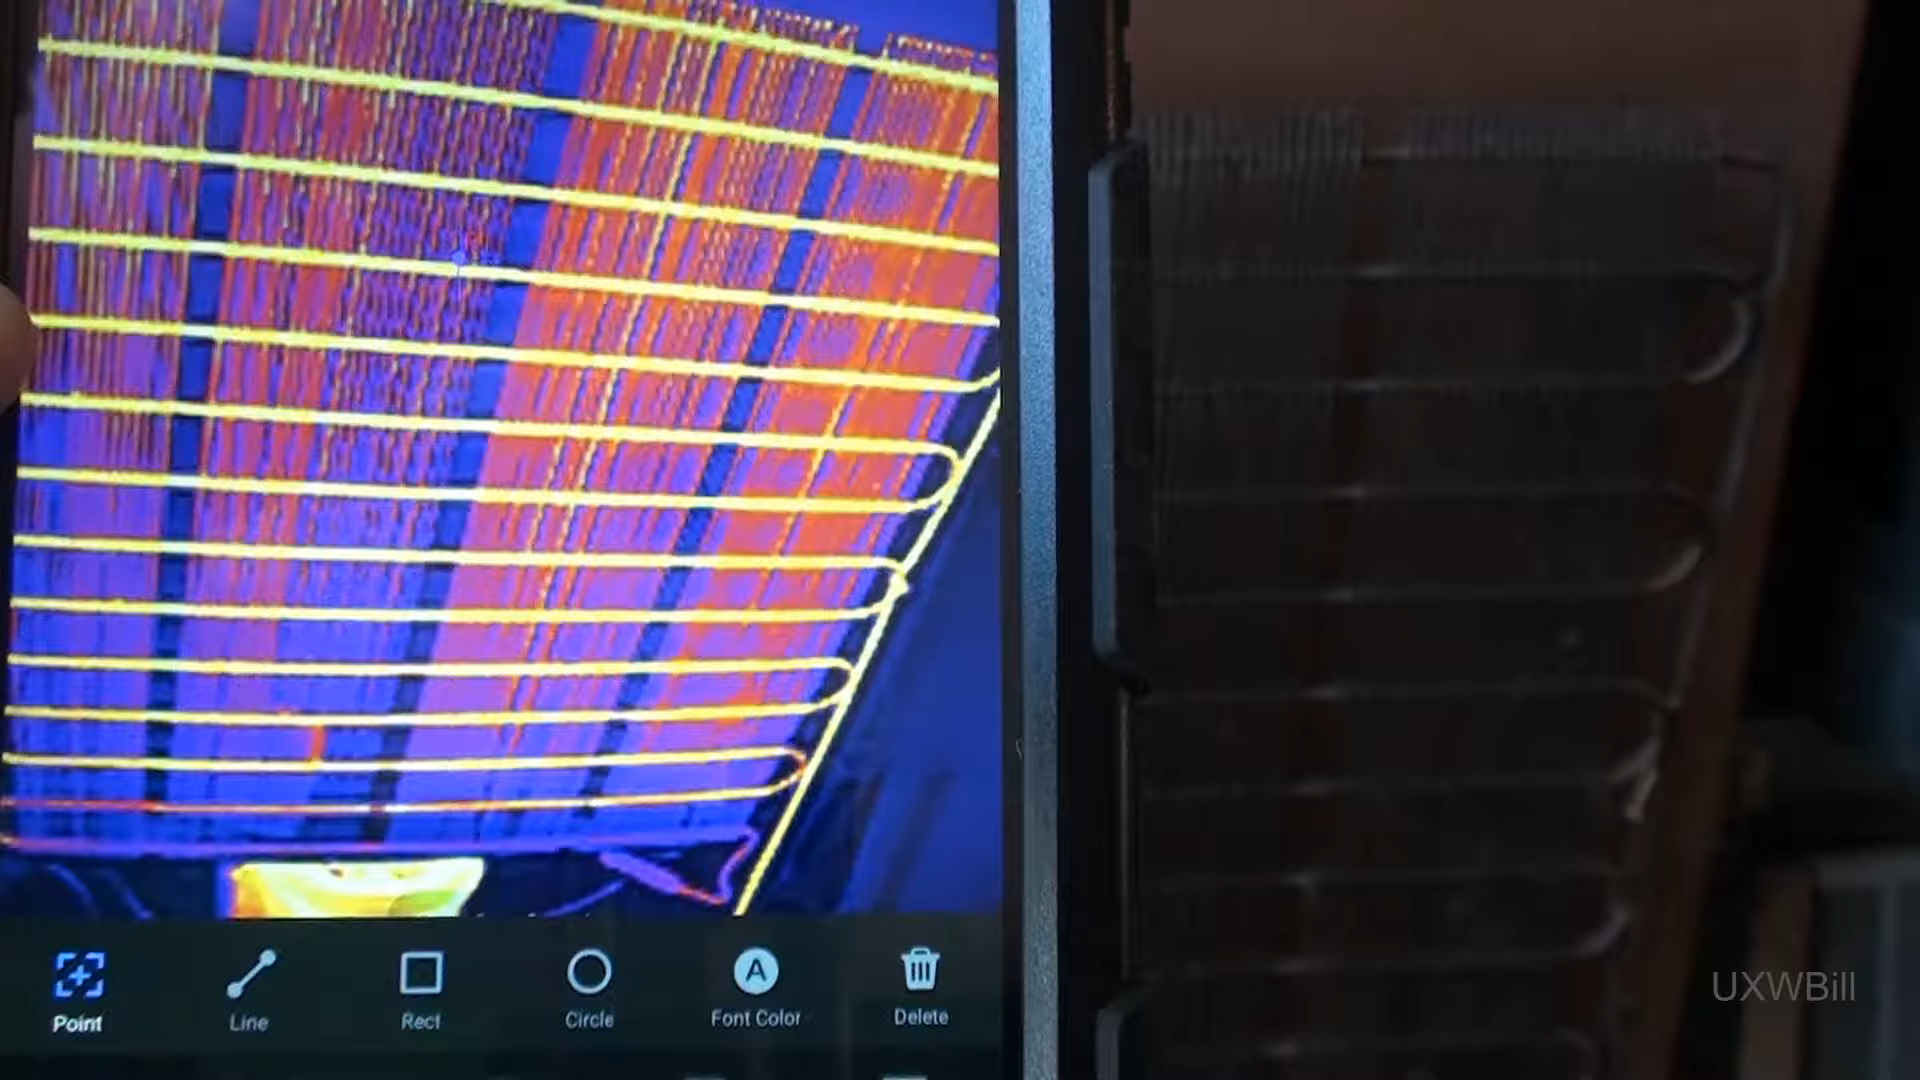 Point
Line
Rect
Circle
A
Font Color
Delete
UXWBill